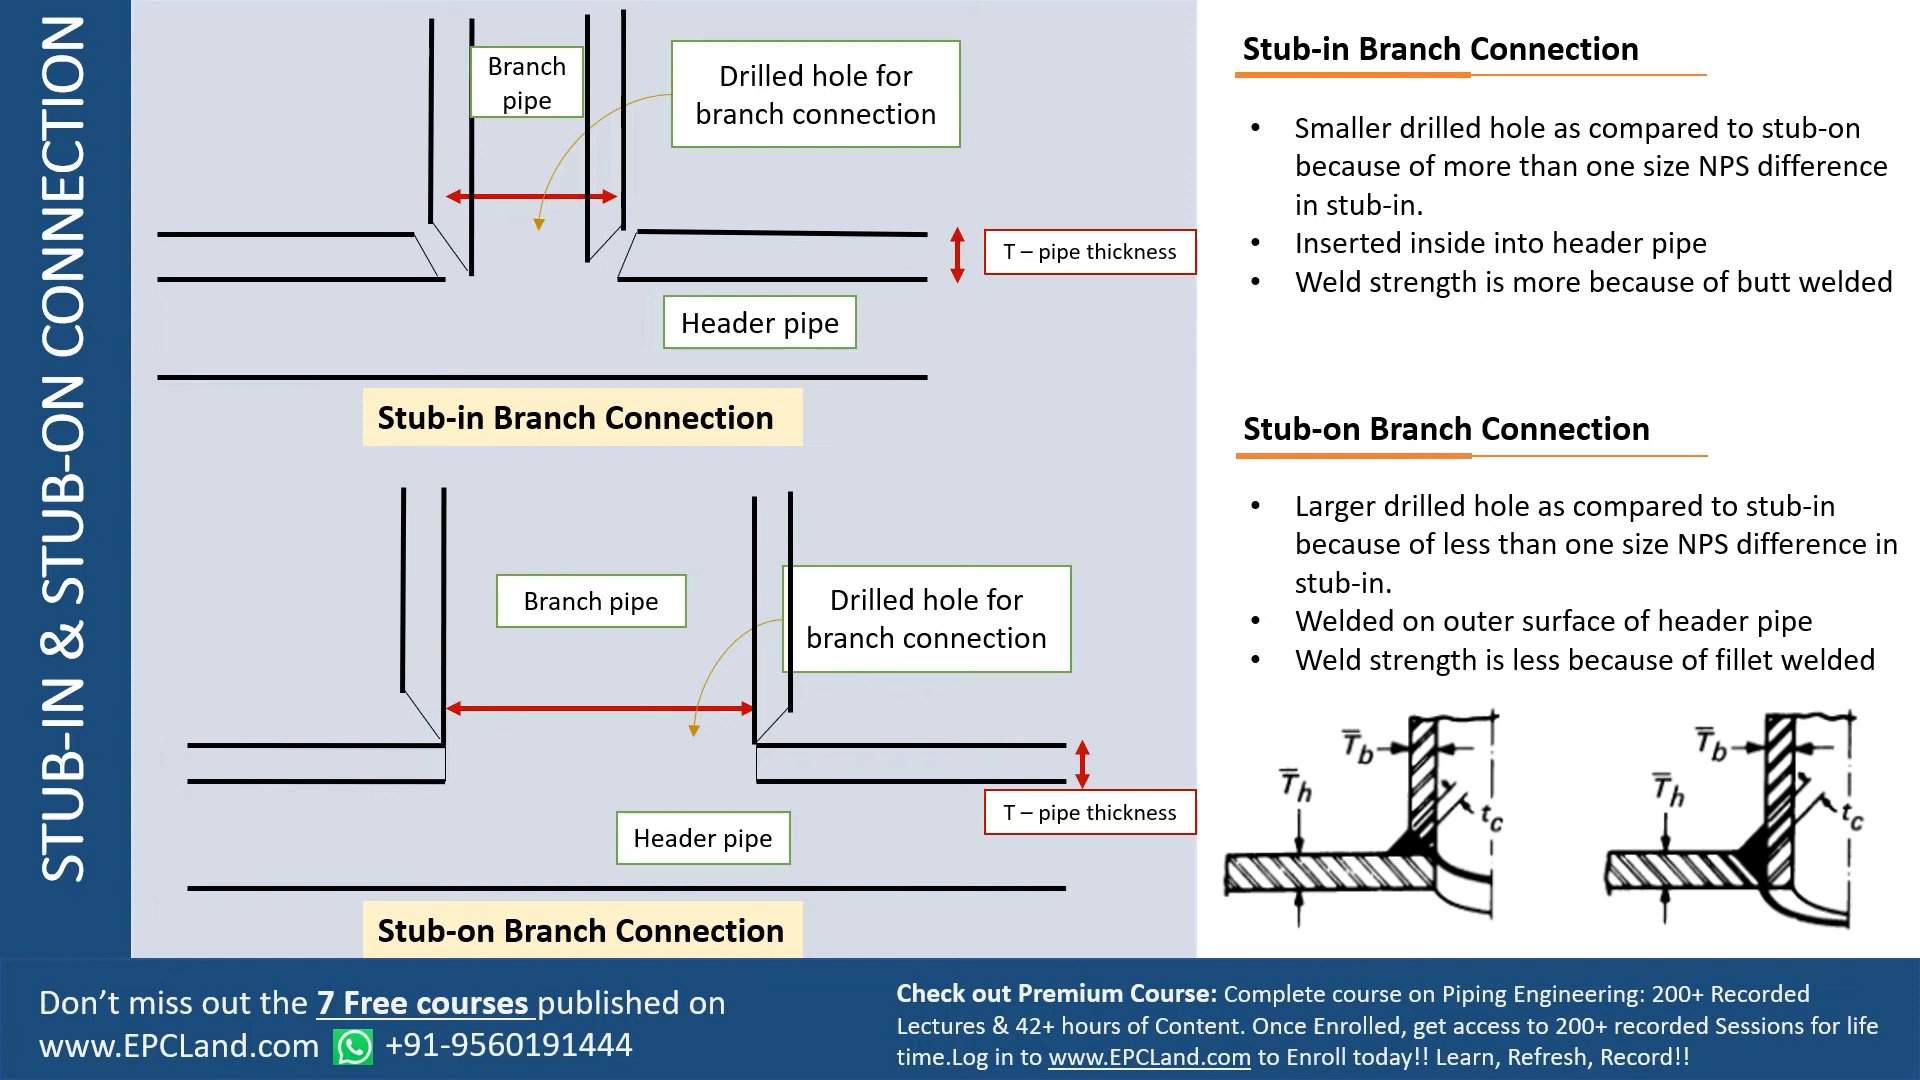 STUB-IN & STUB-ON CONNECTION
Branch
pipe
Drilled hole for
branch connection
T – pipe thickness
Header pipe
Stub-in Branch Connection
Branch pipe
Drilled hole for
branch connection
T – pipe thickness
Header pipe
Stub-on Branch Connection
Stub-in Branch Connection
• Smaller drilled hole as compared to stub-on
because of more than one size NPS difference
in stub-in.
• Inserted inside into header pipe
• Weld strength is more because of butt welded
Stub-on Branch Connection
• Larger drilled hole as compared to stub-in
because of less than one size NPS difference in
stub-in.
• Welded on outer surface of header pipe
• Weld strength is less because of fillet welded
T̅b
T̅h
tc
T̅b
T̅h
tc
Don’t miss out the 7 Free courses published on
www.EPCLand.com +91-9560191444
Check out Premium Course: Complete course on Piping Engineering: 200+ Recorded
Lectures & 42+ hours of Content. Once Enrolled, get access to 200+ recorded Sessions for life
time.Log in to www.EPCLand.com to Enroll today!! Learn, Refresh, Record!!